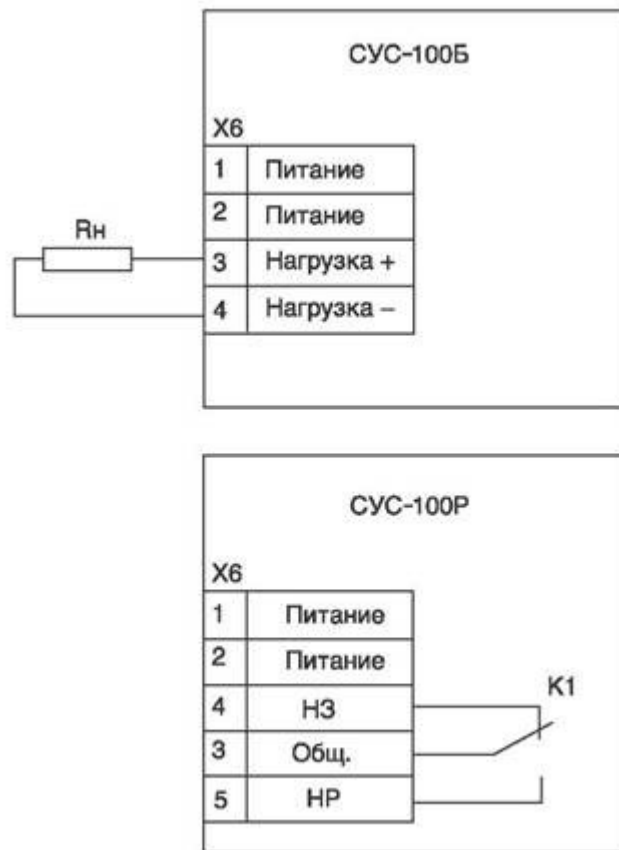 СУС-100Б
X6
1 Питание
2 Питание
Rн
3 Нагрузка +
4 Нагрузка −
СУС-100Р
X6
1 Питание
2 Питание
4 НЗ
K1
3 Общ.
5 НР